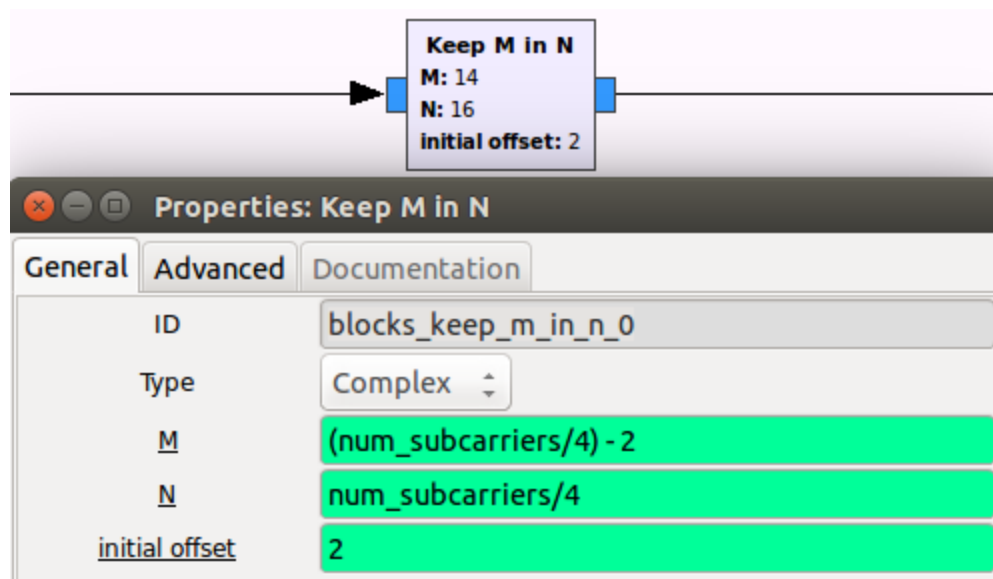 Keep M in N
M: 14
N: 16
initial offset: 2
Properties: Keep M in N
General Advanced Documentation
ID blocks_keep_m_in_n_0
Type Complex
M (num_subcarriers/4) - 2
N num_subcarriers/4
initial offset 2